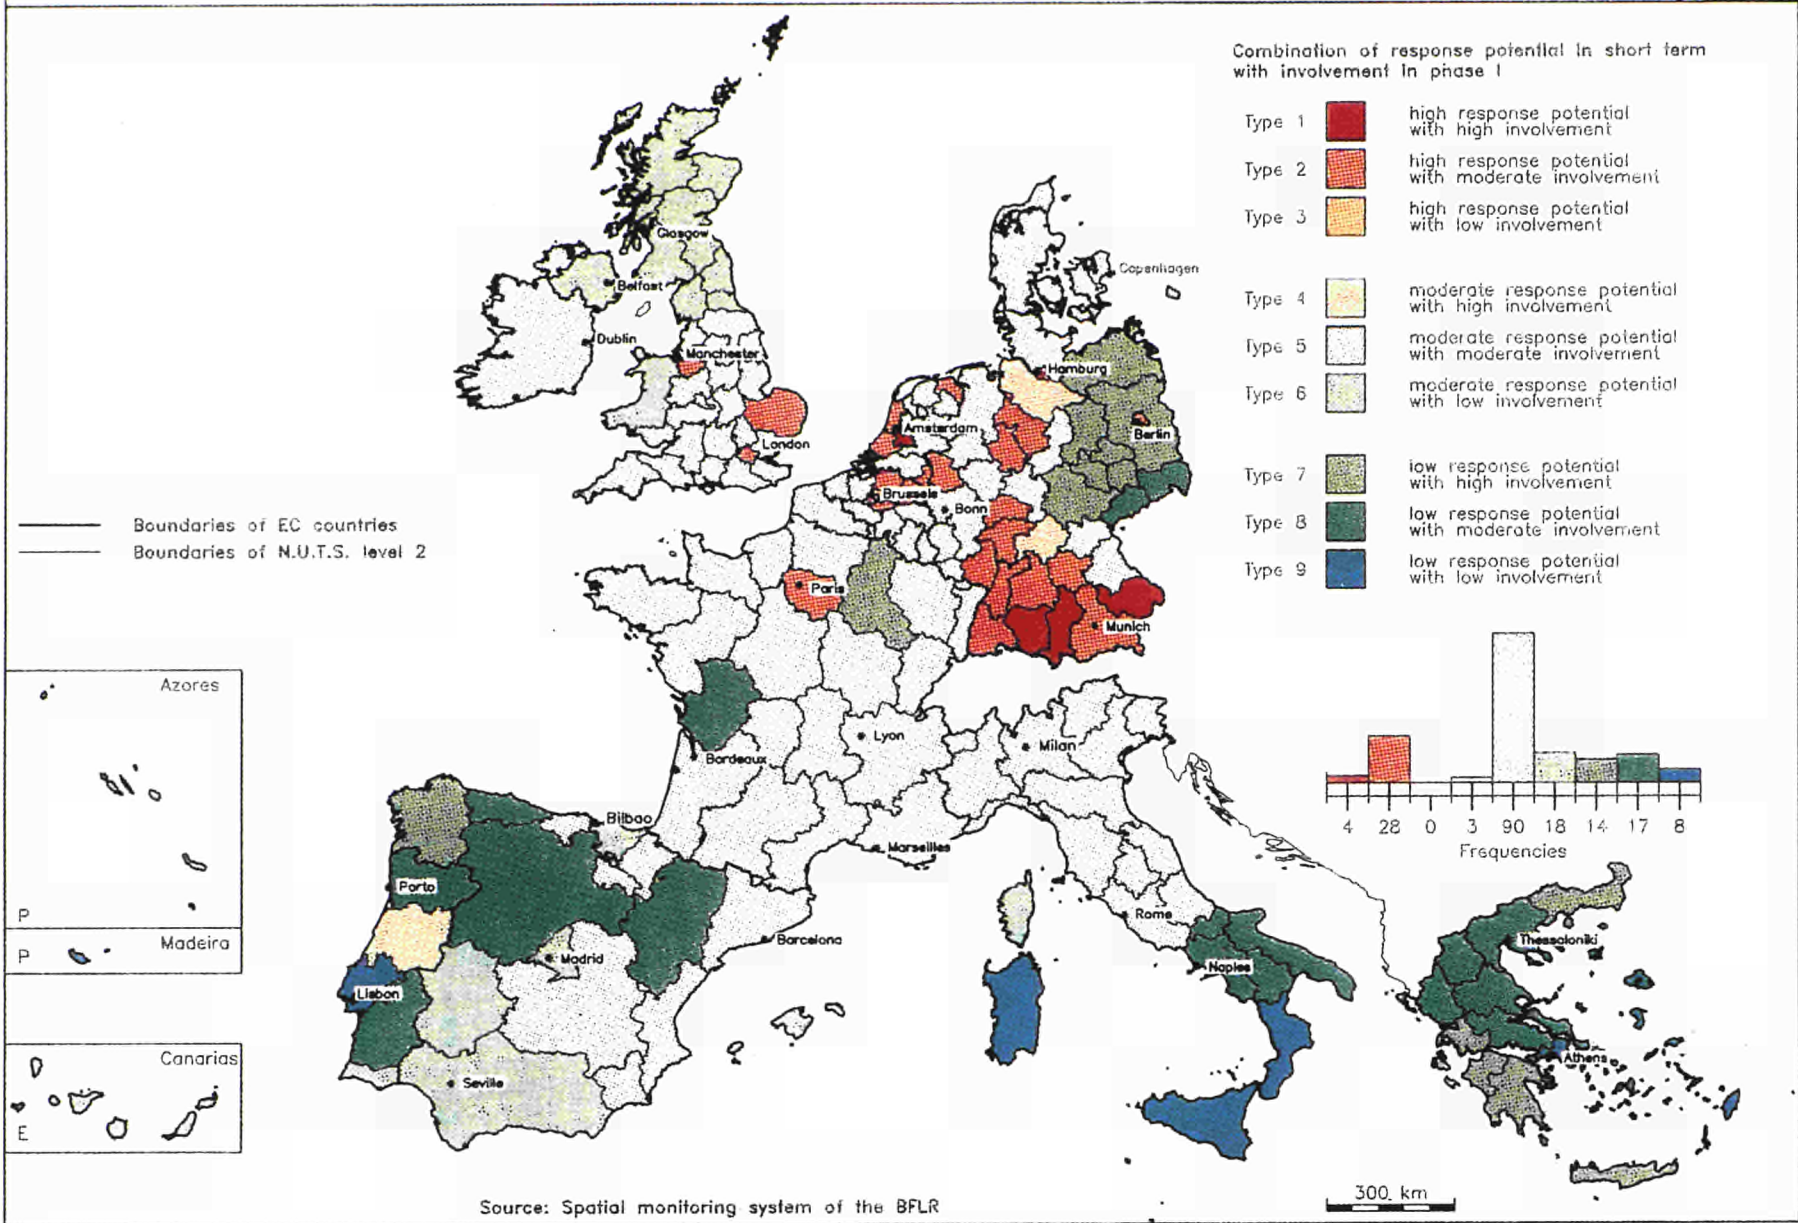 Combination of response potential in short term
with involvement in phase I
Type 1
high response potential
with high involvement
Type 2
high response potential
with moderate involvement
Type 3
high response potential
with low involvement
Type 4
moderate response potential
with high involvement
Type 5
moderate response potential
with moderate involvement
Type 6
moderate response potential
with low involvement
Type 7
low response potential
with high involvement
Type 8
low response potential
with moderate involvement
Type 9
low response potential
with low involvement
Boundaries of EC countries
Boundaries of N.U.T.S. level 2
Glasgow
Belfast
Dublin
Manchester
London
Copenhagen
Hamburg
Berlin
Amsterdam
Brussels
Bonn
Paris
Munich
Lyon
Milan
Bordeaux
Bilbao
Marseilles
Porto
Rome
Barcelona
Madrid
Thessaloniki
Naples
Lisbon
Athens
Seville
Azores
P
Madeira
P
Canarias
E
4 28 0 3 90 18 14 17 8
Frequencies
300 km
Source: Spatial monitoring system of the BFLR